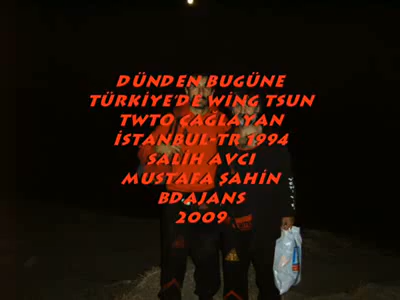 DÜNDEN BUGÜNE
TÜRKİYE'DE WİNG TSUN
TWTO ÇAĞLAYAN
İSTANBUL-TR 1994
SALİH AVCI
MUSTAFA ŞAHİN
BDAJANS
2009